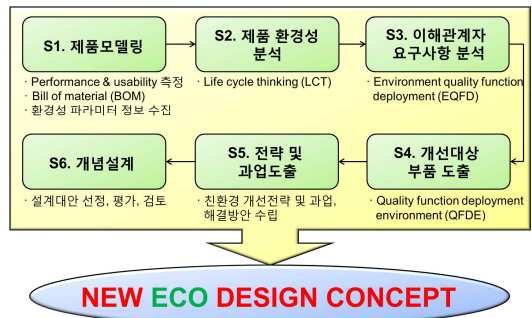 S1. 제품모델링
· Performance & usability 측정
· Bill of material (BOM)
· 환경성 파라미터 정보 수진
S2. 제품 환경성
분석
· Life cycle thinking (LCT)
S3. 이해관계자
요구사항 분석
· Environment quality function
deployment (EQFD)
S4. 개선대상
부품 도출
· Quality function deployment
environment (QFDE)
S5. 전략 및
과업도출
· 친환경 개선전략 및 과업,
해결방안 수립
S6. 개념설계
· 설계대안 선정, 평가, 검토
NEW ECO DESIGN CONCEPT